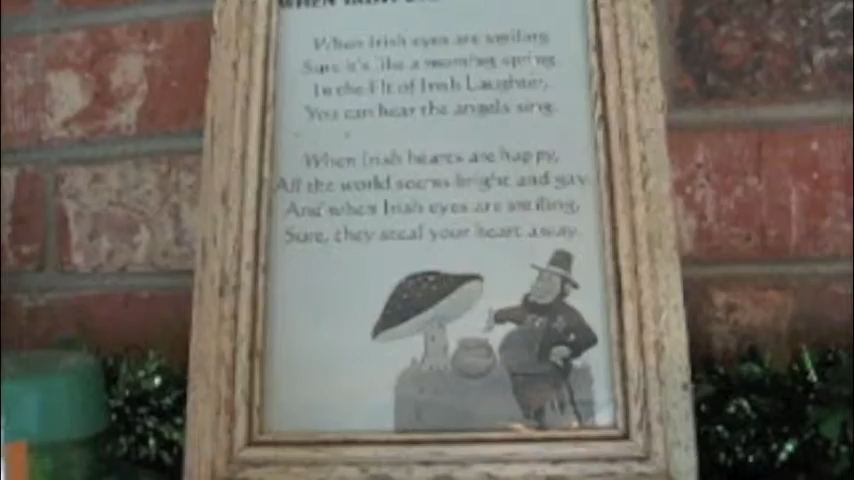 When Irish eyes are smiling
Sure it's like a morning spring
In the lilt of Irish Laughter,
You can hear the angels sing.
When Irish hearts are happy,
All the world seems bright and gay
And when Irish eyes are smiling,
Sure, they steal your heart away.